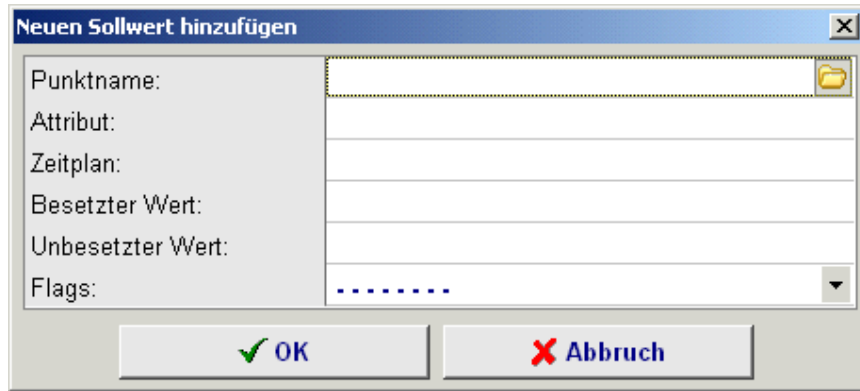 Neuen Sollwert hinzufügen
Punktname:
Attribut:
Zeitplan:
Besetzter Wert:
Unbesetzter Wert:
Flags: - - - - - - - -
OK Abbruch